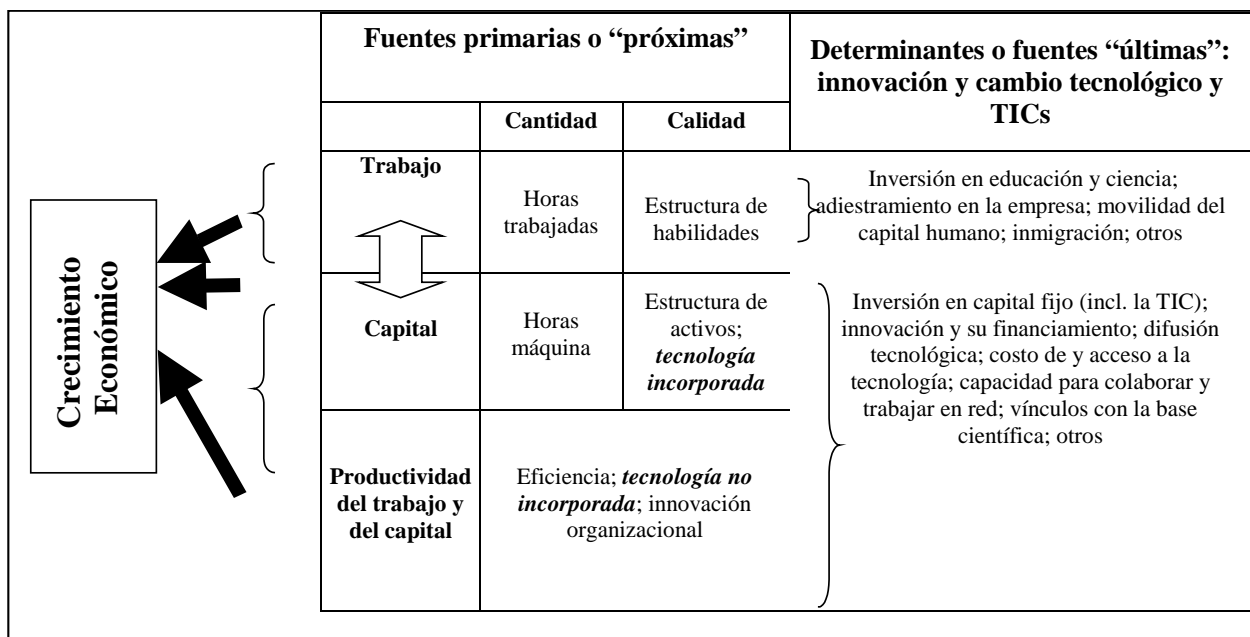 Fuentes primarias o “próximas”
Determinantes o fuentes “últimas”:
innovación y cambio tecnológico y
TICs
Cantidad
Calidad
Crecimiento
Económico
Trabajo
Horas
trabajadas
Estructura de
habilidades
Inversión en educación y ciencia;
adiestramiento en la empresa; movilidad del
capital humano; inmigración; otros
Capital
Horas
máquina
Estructura de
activos;
tecnología
incorporada
Inversión en capital fijo (incl. la TIC);
innovación y su financiamiento; difusión
tecnológica; costo de y acceso a la
tecnología; capacidad para colaborar y
trabajar en red; vínculos con la base
científica; otros
Productividad
del trabajo y
del capital
Eficiencia; tecnología no
incorporada; innovación
organizacional